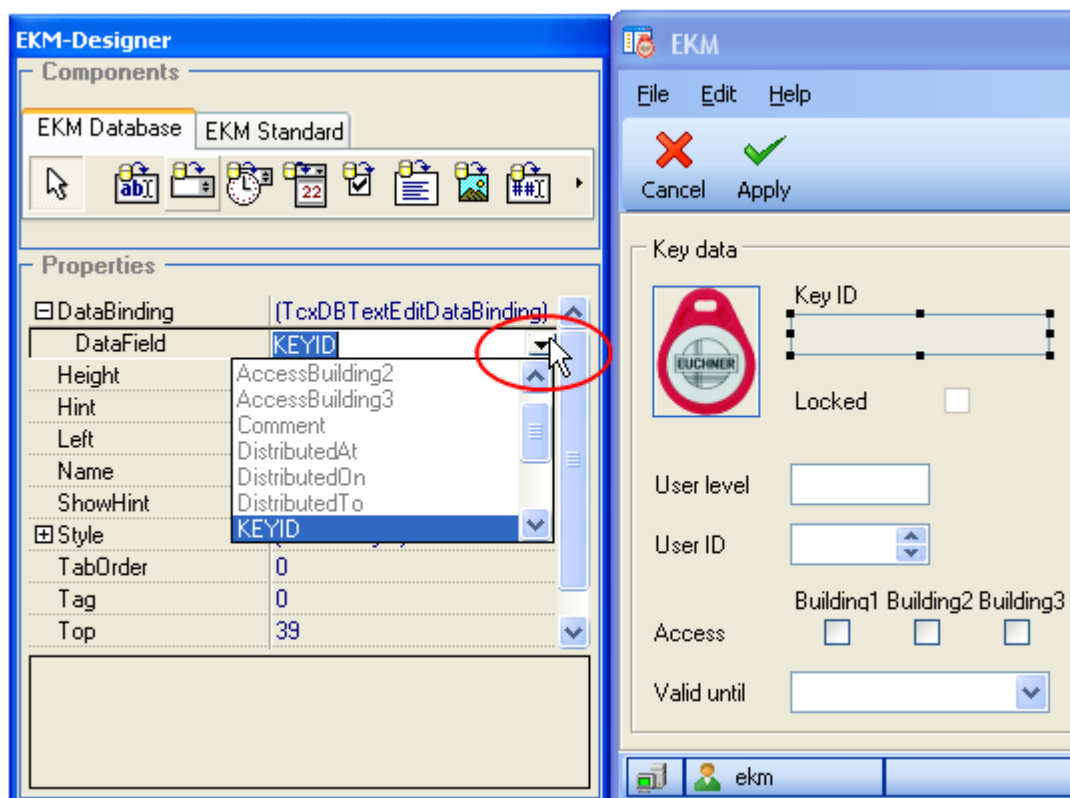 EKM-Designer
Components
EKM Database EKM Standard
abI 22 ##I
Properties
DataBinding (TcxDBTextEditDataBinding)
DataField KEYID
Height
Hint
Left
Name
ShowHint
Style
AccessBuilding2
AccessBuilding3
Comment
DistributedAt
DistributedOn
DistributedTo
KEYID
TabOrder 0
Tag 0
Top 39
EKM
File Edit Help
Cancel Apply
Key data
EUCHNER
Key ID
Locked
User level
User ID
Building1 Building2 Building3
Access
Valid until
ekm